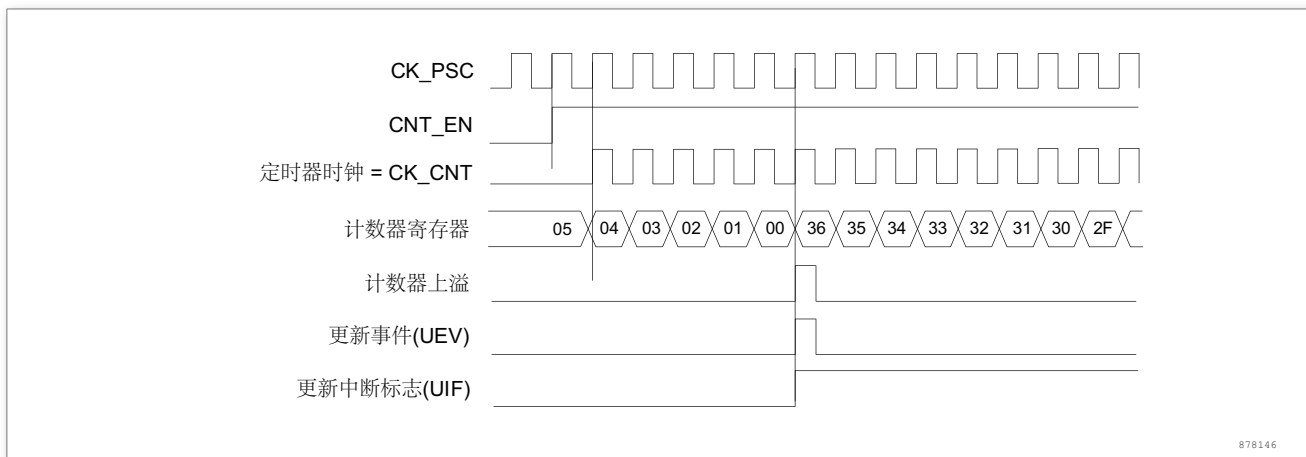 CK_PSC
CNT_EN
定时器时钟 = CK_CNT
计数器寄存器 05 04 03 02 01 00 36 35 34 33 32 31 30 2F
计数器上溢
更新事件(UEV)
更新中断标志(UIF)
878146